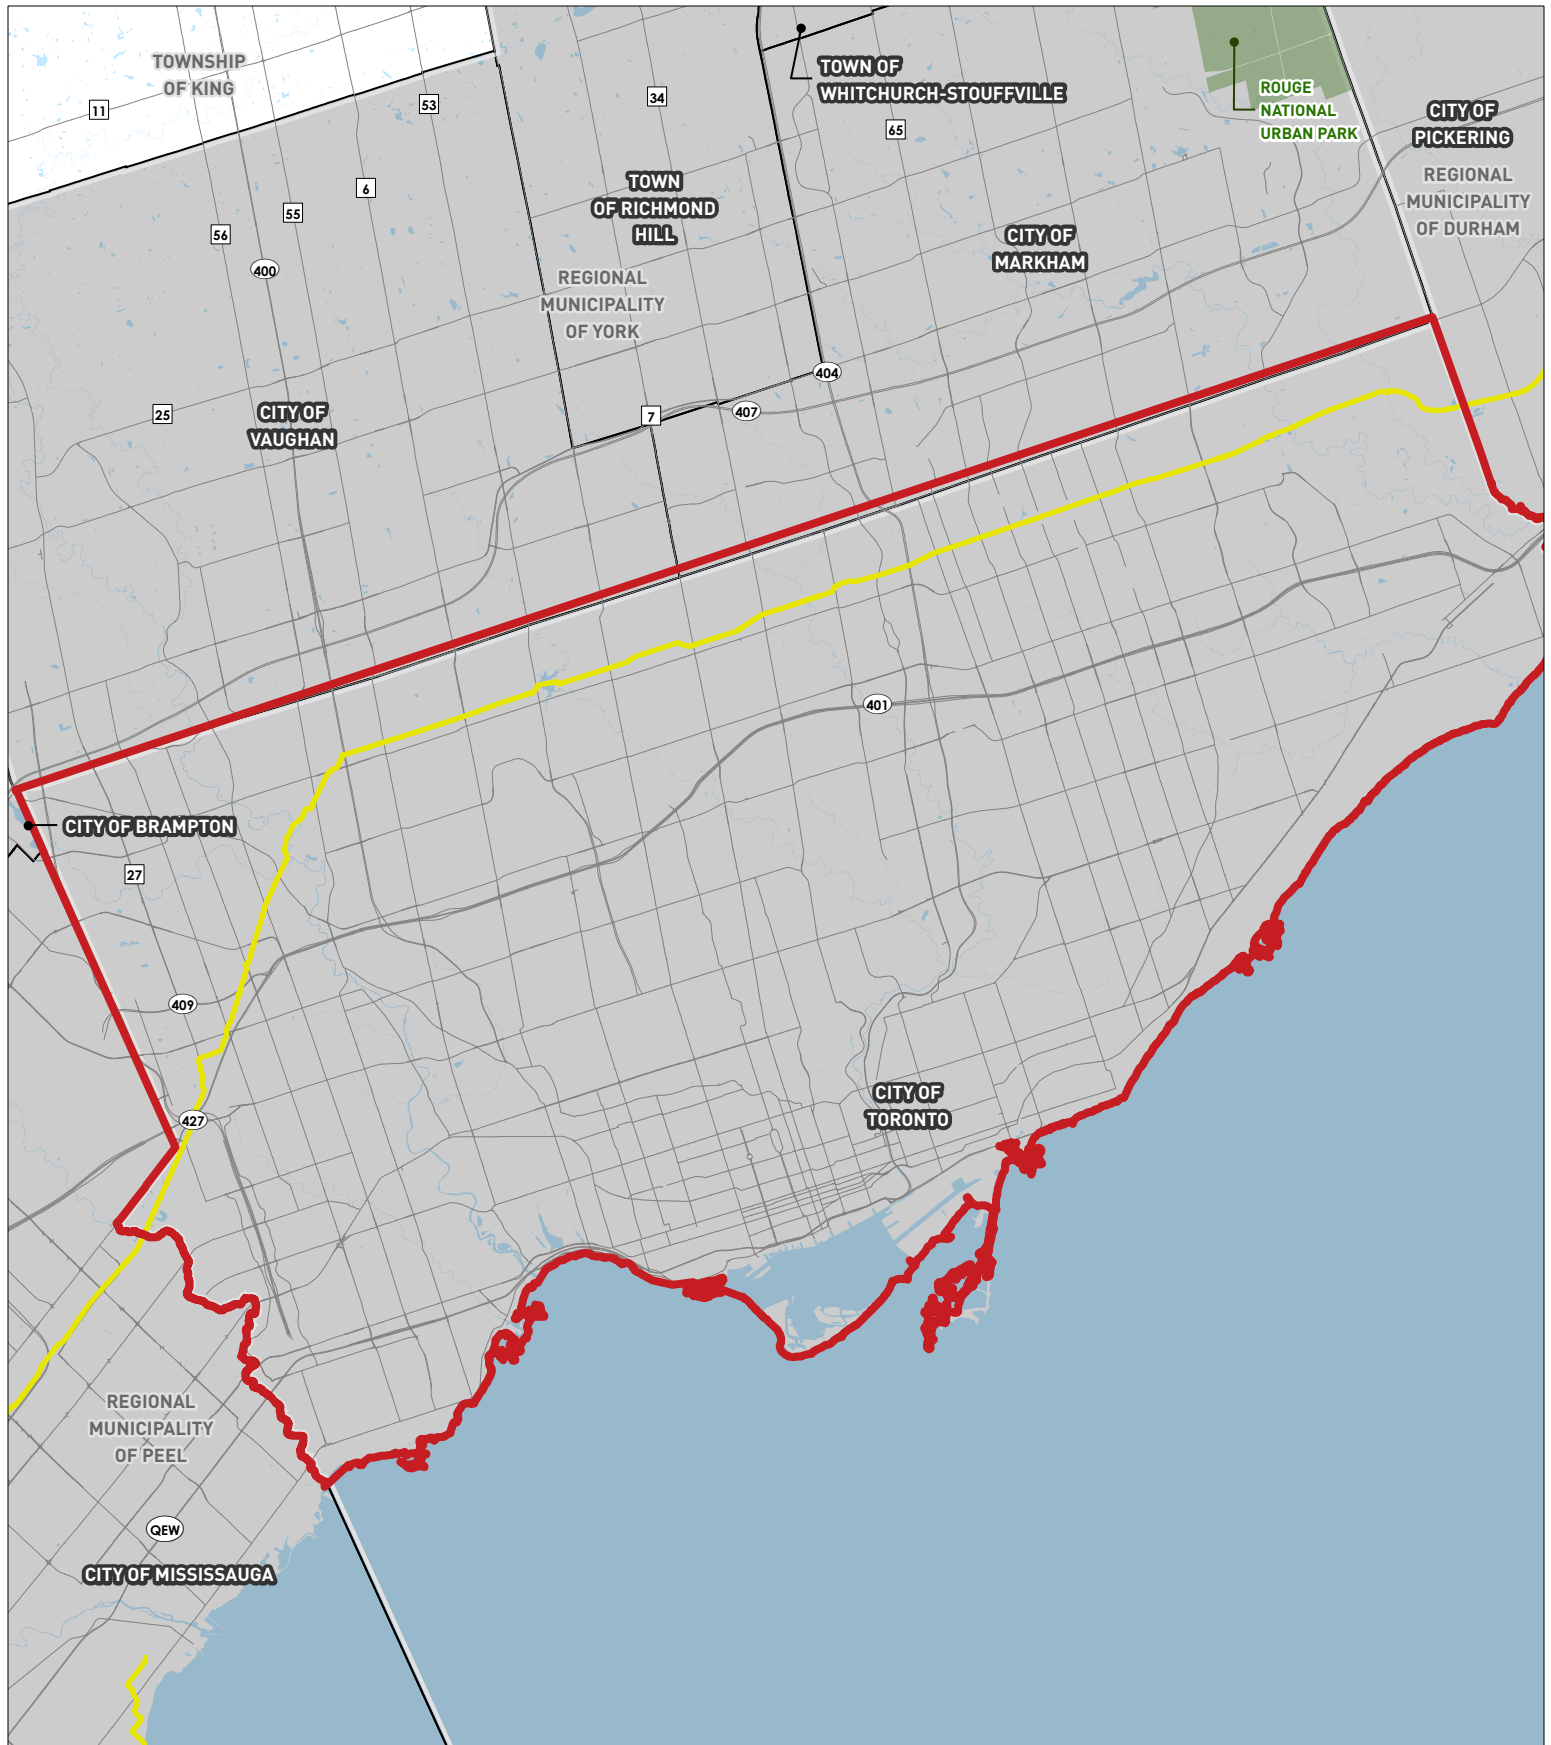 TOWNSHIP
OF KING
11
53
34
TOWN OF
WHITCHURCH-STOUFFVILLE
65
ROUGE
NATIONAL
URBAN PARK
CITY OF
PICKERING
REGIONAL
MUNICIPALITY
OF DURHAM
6
55
56
400
TOWN
OF RICHMOND
HILL
CITY OF
MARKHAM
REGIONAL
MUNICIPALITY
OF YORK
404
25
CITY OF
VAUGHAN
7
407
401
CITY OF BRAMPTON
27
409
427
CITY OF
TORONTO
REGIONAL
MUNICIPALITY
OF PEEL
QEW
CITY OF MISSISSAUGA